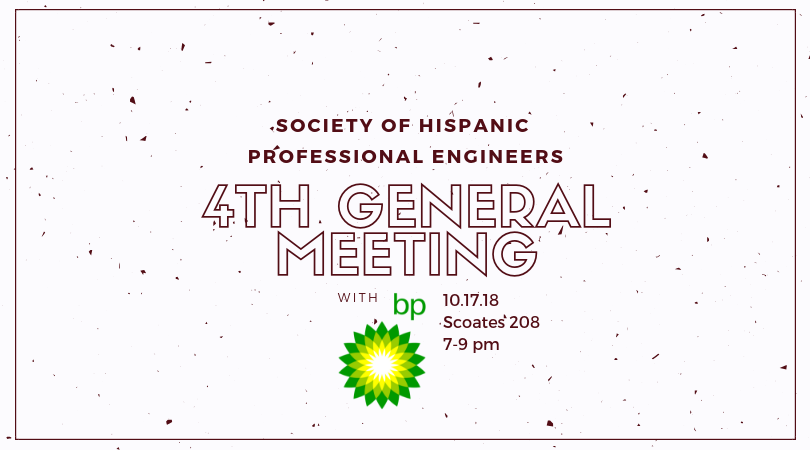 SOCIETY OF HISPANIC
PROFESSIONAL ENGINEERS
4TH GENERAL
MEETING
WITH
bp
10.17.18
Scoates 208
7-9 pm